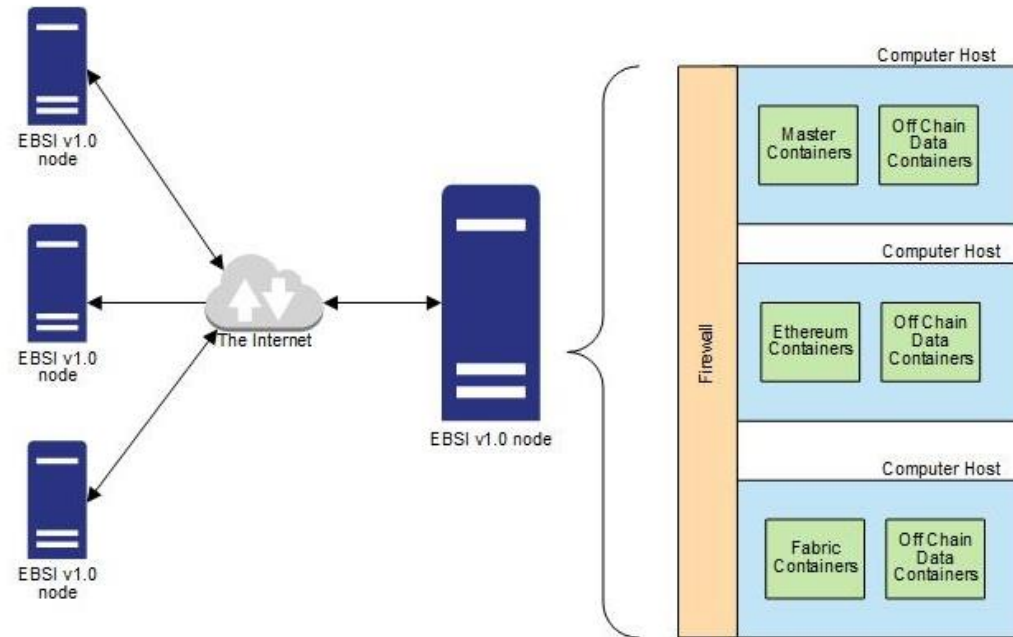 EBSI v1.0
node
EBSI v1.0
node
EBSI v1.0
node
The Internet
EBSI v1.0 node
Firewall
Computer Host
Master
Containers
Off Chain
Data
Containers
Computer Host
Ethereum
Containers
Off Chain
Data
Containers
Computer Host
Fabric
Containers
Off Chain
Data
Containers